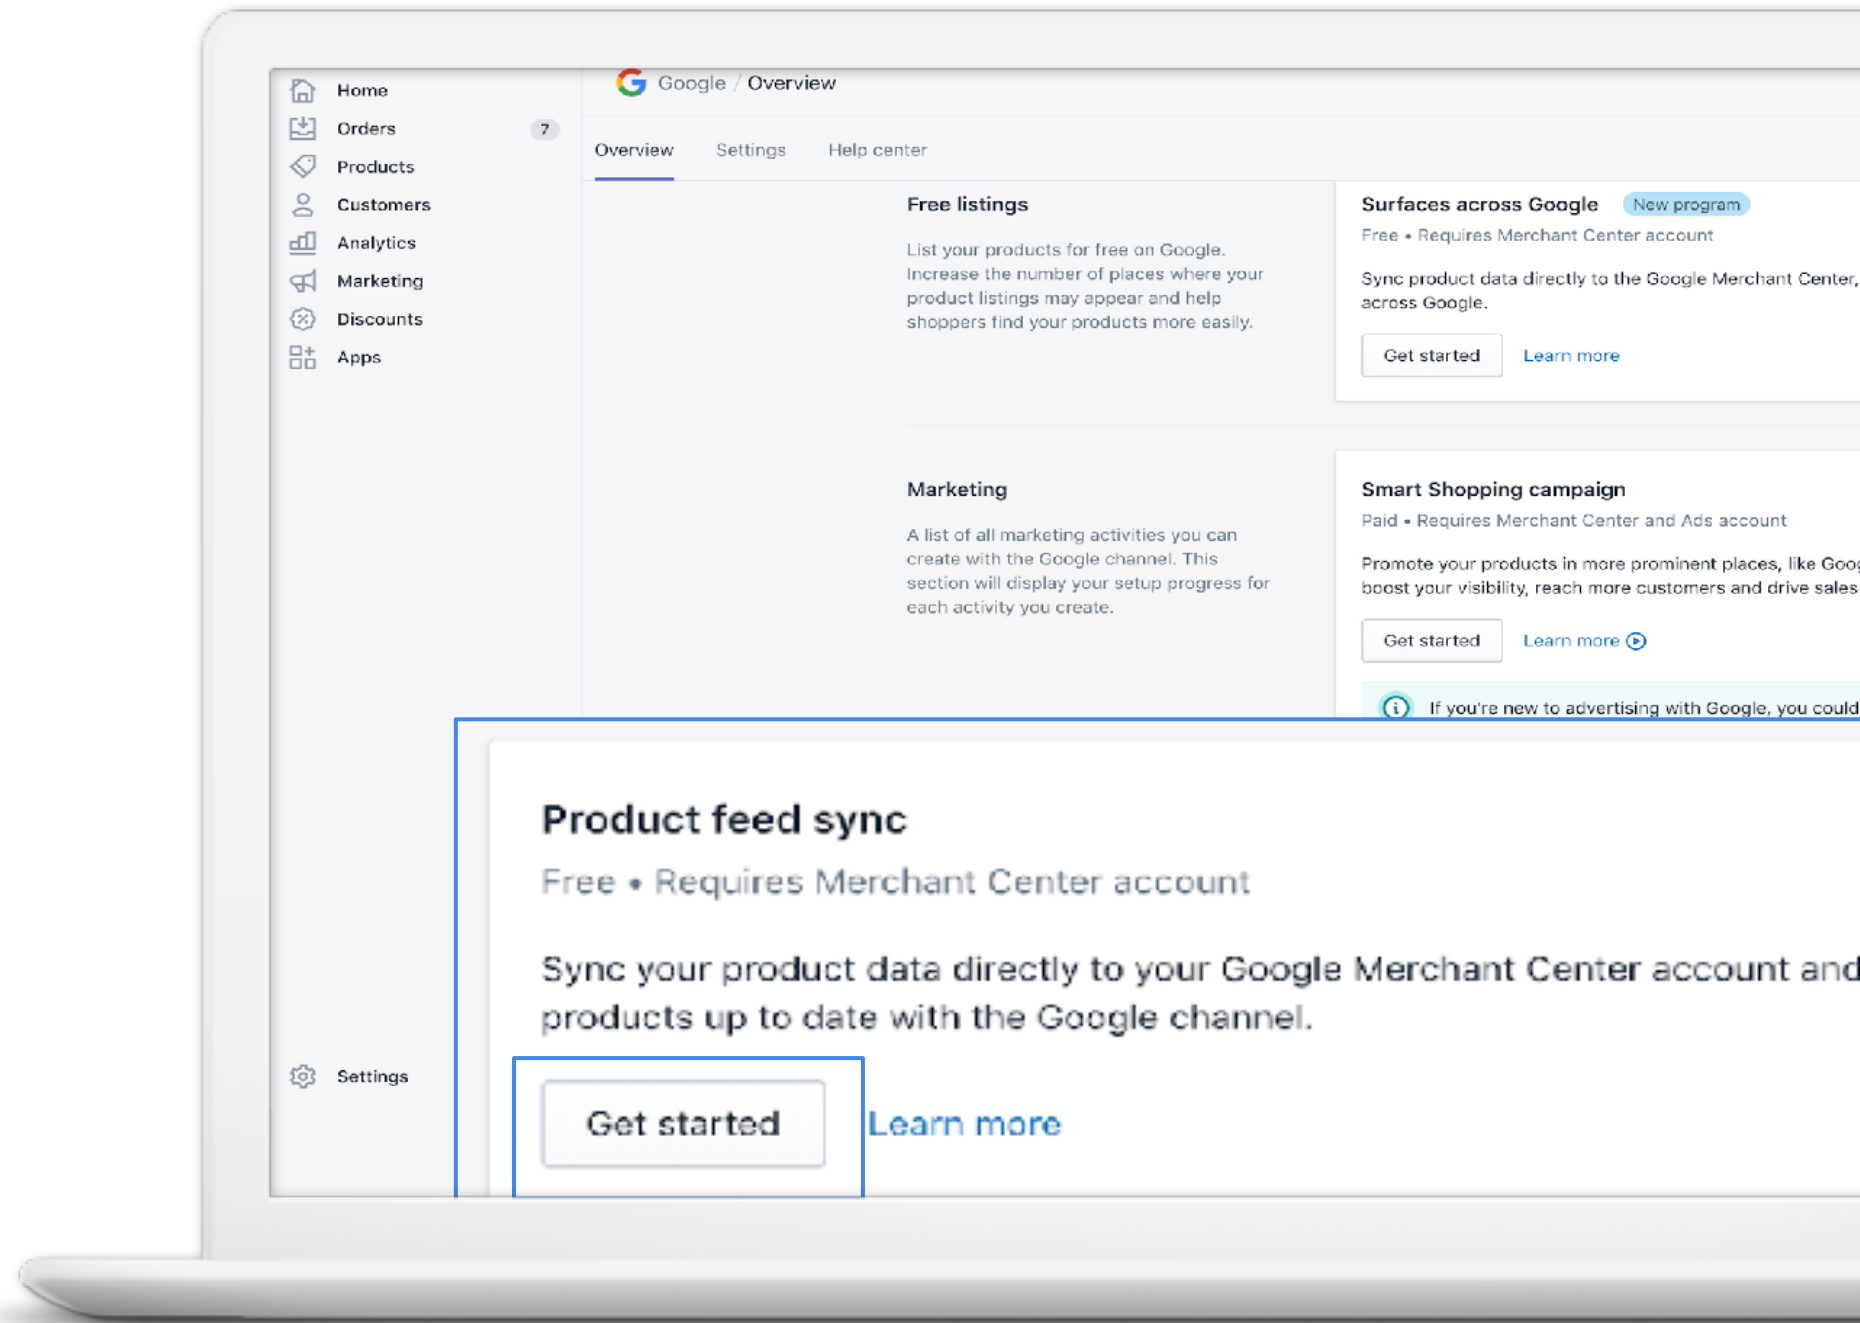 Home
Orders 7
Products
Customers
Analytics
Marketing
Discounts
Apps
Settings
Google / Overview
Overview Settings Help center
Free listings
List your products for free on Google.
Increase the number of places where your
product listings may appear and help
shoppers find your products more easily.
Surfaces across Google New program
Free • Requires Merchant Center account
Sync product data directly to the Google Merchant Center,
across Google.
Get started Learn more
Marketing
A list of all marketing activities you can
create with the Google channel. This
section will display your setup progress for
each activity you create.
Smart Shopping campaign
Paid • Requires Merchant Center and Ads account
Promote your products in more prominent places, like
boost your visibility, reach more customers and drive sales
Get started Learn more
If you're new to advertising with Google, you could
Product feed sync
Free • Requires Merchant Center account
Sync your product data directly to your Google Merchant Center account and
products up to date with the Google channel.
Get started Learn more